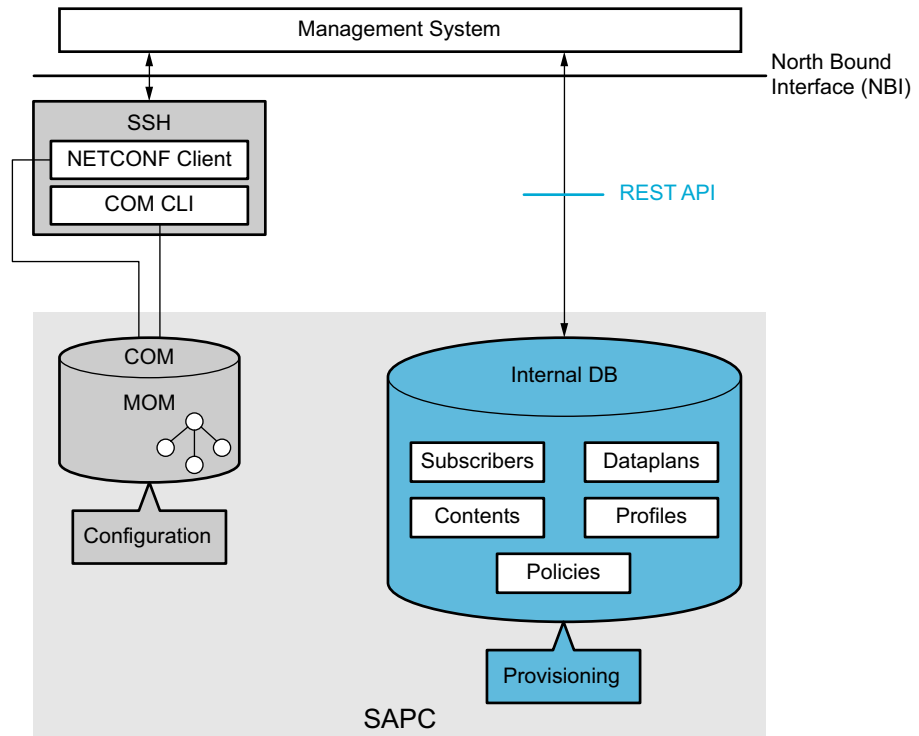 Management System
North Bound
Interface (NBI)
SSH
NETCONF Client
COM CLI
REST API
COM
MOM
Configuration
Internal DB
Subscribers
Dataplans
Contents
Profiles
Policies
Provisioning
SAPC